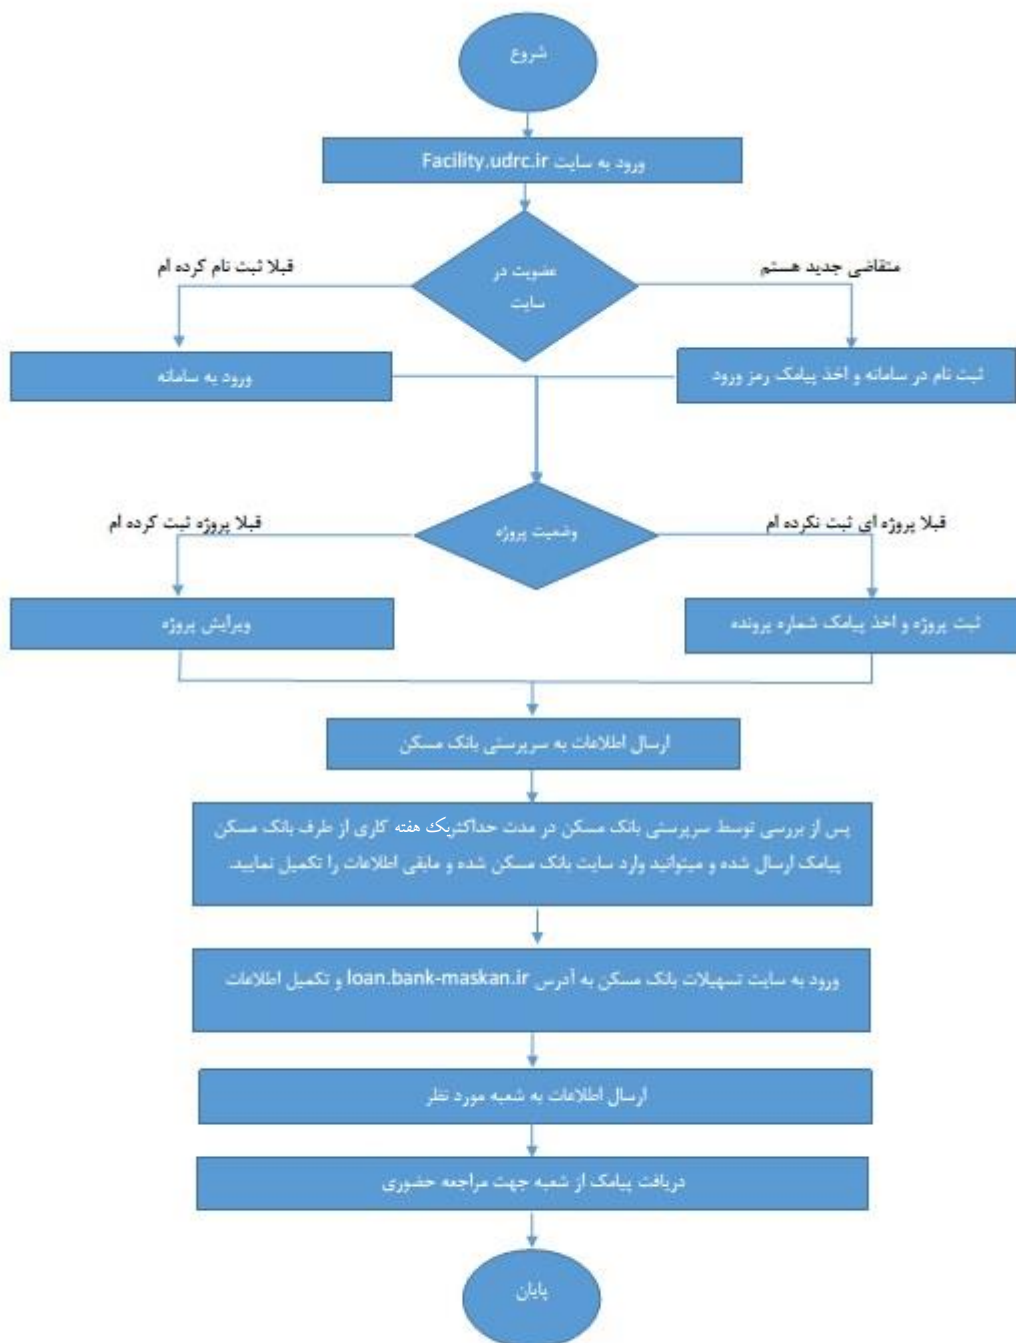 شروع
ورود به سایت Facility.udrc.ir
عضویت در
سایت
متقاضی جدید هستم
قبلا ثبت نام کرده ام
ثبت نام در سامانه و اخذ پیامک رمز ورود
ورود به سامانه
وضعیت پروژه
قبلا پروژه ای ثبت نکرده ام
قبلا پروژه ثبت کرده ام
ثبت پروژه و اخذ پیامک شماره پرونده
ویرایش پروژه
ارسال اطلاعات به سرپرستی بانک مسکن
پس از بررسی توسط سرپرستی بانک مسکن در مدت حداکثریک هفته کاری از طرف بانک مسکن
پیامک ارسال شده و میتوانید وارد سایت بانک مسکن شده و مابقی اطلاعات را تکمیل نمایید.
ورود به سایت تسهیلات بانک مسکن به آدرس loan.bank-maskan.ir و تکمیل اطلاعات
ارسال اطلاعات به شعبه مورد نظر
دریافت پیامک از شعبه جهت مراجعه حضوری
پایان